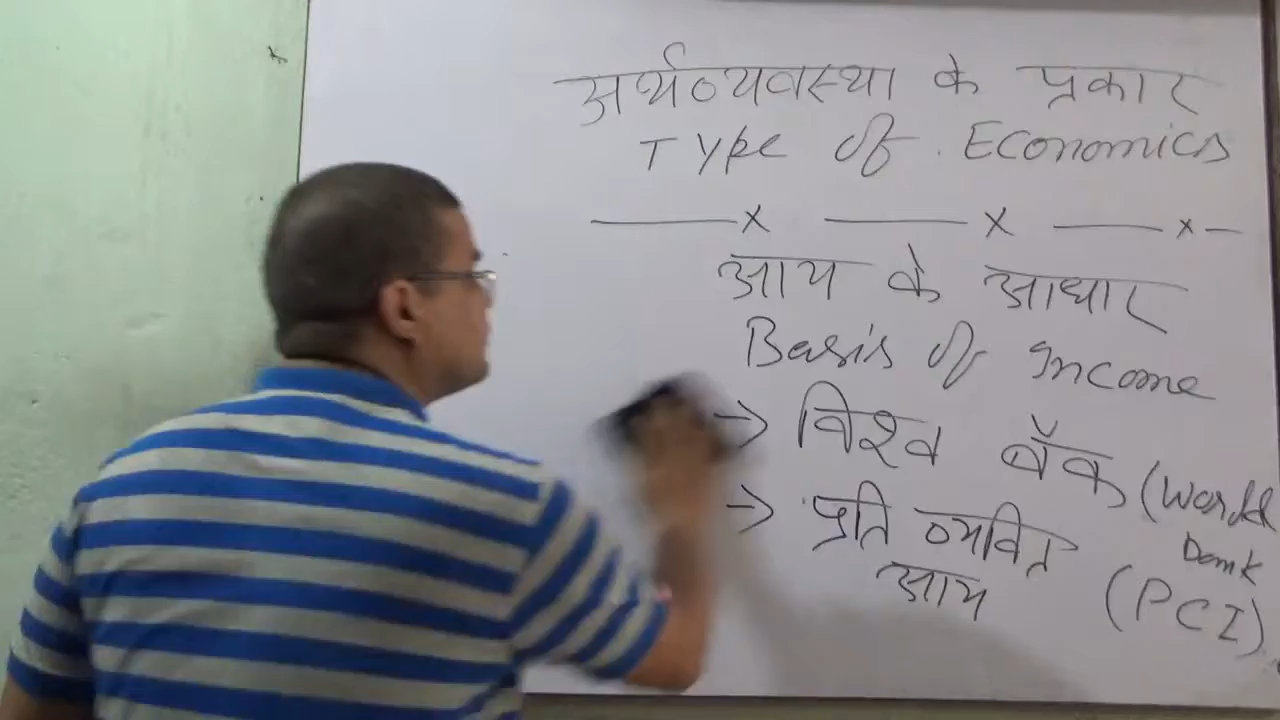 अर्थव्यवस्था के प्रकार
Type of Economics
आय के आधार
Basis of Income
→ विश्व बैंक (World Bank
→ प्रति व्यक्ति आय (PCI)